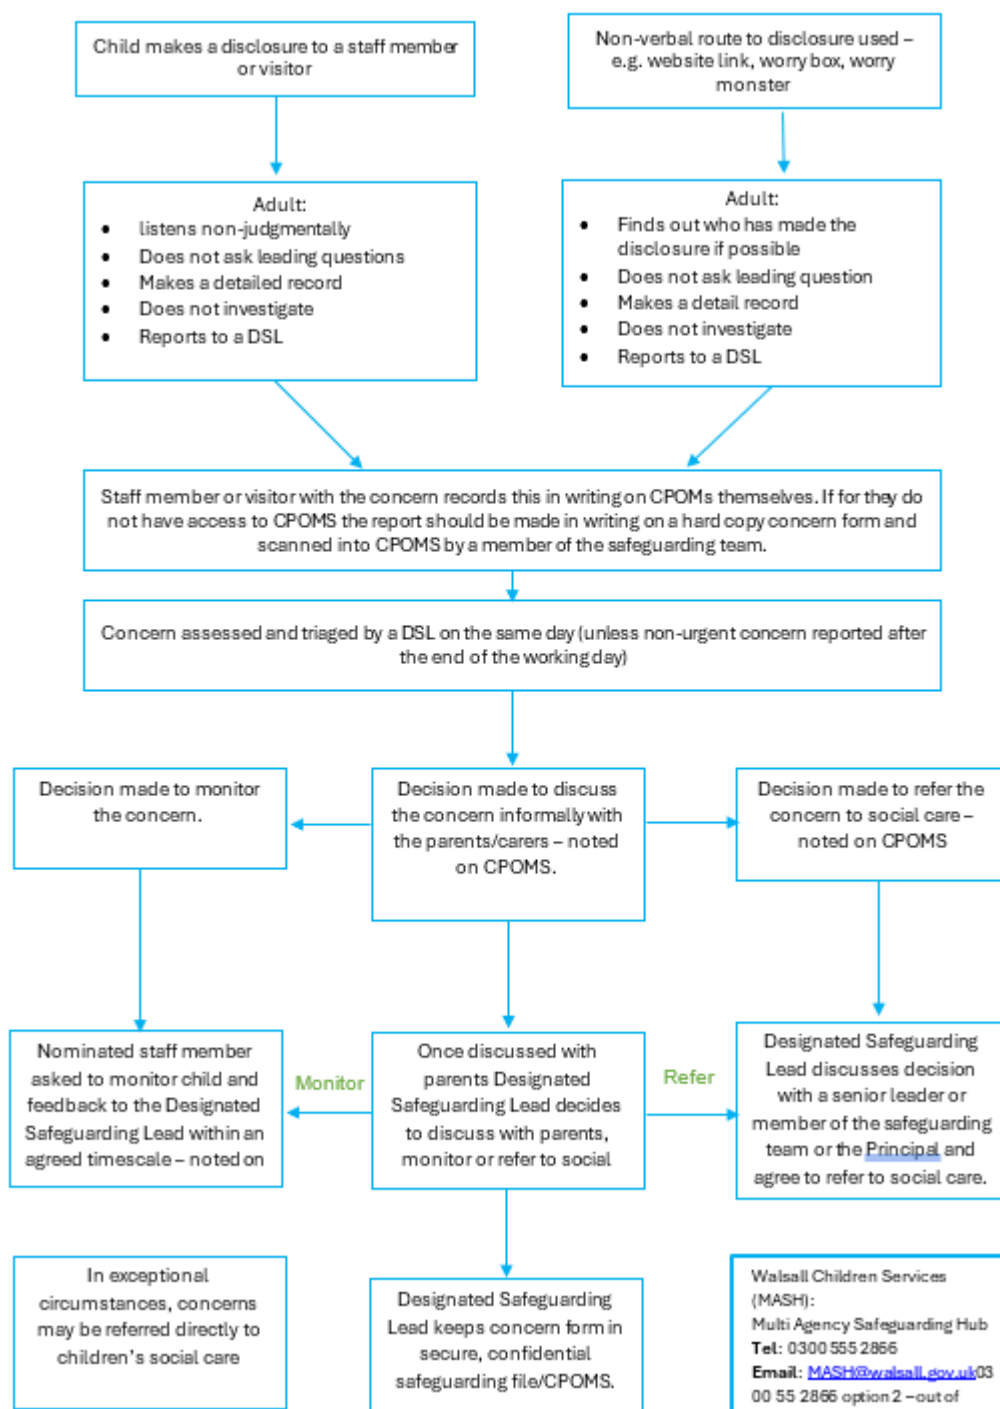 Child makes a disclosure to a staff member
or visitor
Non-verbal route to disclosure used –
e.g. website link, worry box, worry
monster
Adult:
• listens non-judgmentally
• Does not ask leading questions
• Makes a detailed record
• Does not investigate
• Reports to a DSL
Adult:
• Finds out who has made the
disclosure if possible
• Does not ask leading question
• Makes a detail record
• Does not investigate
• Reports to a DSL
Staff member or visitor with the concern records this in writing on CPOMs themselves. If for they do
not have access to CPOMS the report should be made in writing on a hard copy concern form and
scanned into CPOMS by a member of the safeguarding team.
Concern assessed and triaged by a DSL on the same day (unless non-urgent concern reported after
the end of the working day)
Decision made to monitor
the concern.
Decision made to discuss
the concern informally with
the parents/carers – noted
on CPOMS.
Decision made to refer the
concern to social care –
noted on CPOMS
Nominated staff member
asked to monitor child and
feedback to the Designated
Safeguarding Lead within an
agreed timescale – noted on
Monitor
Once discussed with
parents Designated
Safeguarding Lead decides
to discuss with parents,
monitor or refer to social
Refer
Designated Safeguarding
Lead discusses decision
with a senior leader or
member of the safeguarding
team or the Principal and
agree to refer to social care.
In exceptional
circumstances, concerns
may be referred directly to
children's social care
Designated Safeguarding
Lead keeps concern form in
secure, confidential
safeguarding file/CPOMS.
Walsall Children Services
(MASH):
Multi Agency Safeguarding Hub
Tel: 0300 555 2866
Email: MASH@walsall.gov.uk03
00 55 2866 option 2 – out of